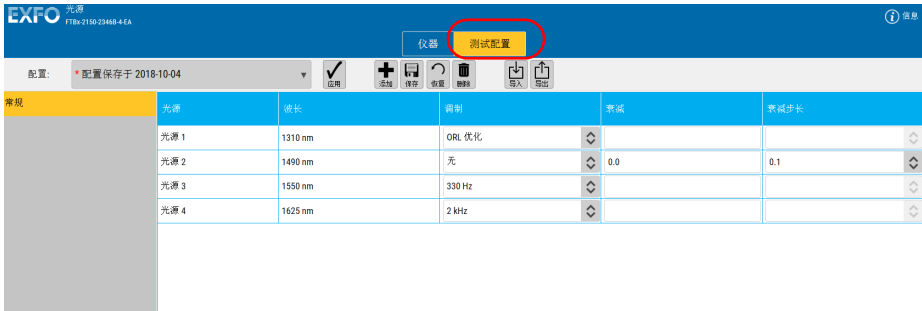 EXFO 光源
FTBx-2150-2346B-4-EA
信息
仪器 测试配置
配置: * 配置保存于 2018-10-04
应用 添加 保存 恢复 删除 导入 导出
常规
光源 波长 调制 衰减 衰减步长
光源 1 1310 nm ORL 优化
光源 2 1490 nm 无 0.0 0.1
光源 3 1550 nm 330 Hz
光源 4 1625 nm 2 kHz